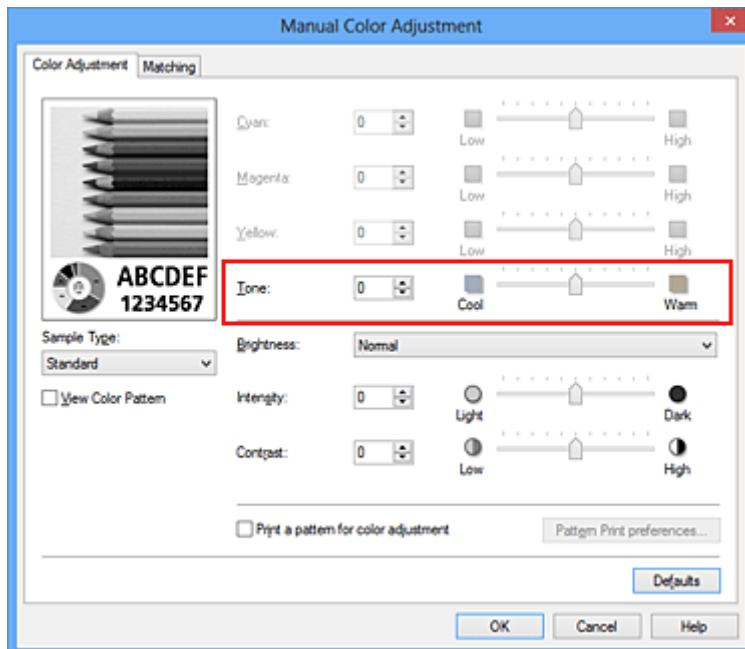 Manual Color Adjustment
Color Adjustment Matching
Cyan: 0 Low High
Magenta: 0 Low High
Yellow: 0 Low High
ABCDEF
1234567
Tone: 0 Cool Warm
Sample Type:
Standard
View Color Pattern
Brightness: Normal
Intensity: 0 Light Dark
Contrast: 0 Low High
Print a pattern for color adjustment Pattern Print preferences...
Defaults
OK Cancel Help